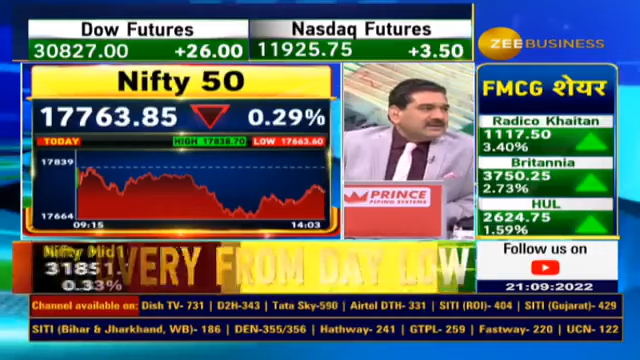 Dow Futures
30827.00 +26.00
Nasdaq Futures
11925.75 +3.50
ZEE BUSINESS
Nifty 50
17763.85 0.29%
TODAY HIGH 17838.70 LOW 17663.60
17839
17664
09:15 14:03
PRINCE
PIPING SYSTEMS
FMCG शेयर
Radico Khaitan
1117.50
3.40%
Britannia
3750.25
2.73%
HUL
2624.75
1.59%
Nifty Mid1
31851.
0.33%
VERY FROM DAY LOW
Follow us on
21:09:2022
Channel available on: Dish TV- 731 | D2H-343 | Tata Sky-590 | Airtel DTH- 331 | SITI (ROI)- 404 | SITI (Gujarat)- 429
SITI (Bihar & Jharkhand, WB)- 186 | DEN-355/356 | Hathway- 241 | GTPL- 259 | Fastway- 220 | UCN- 122